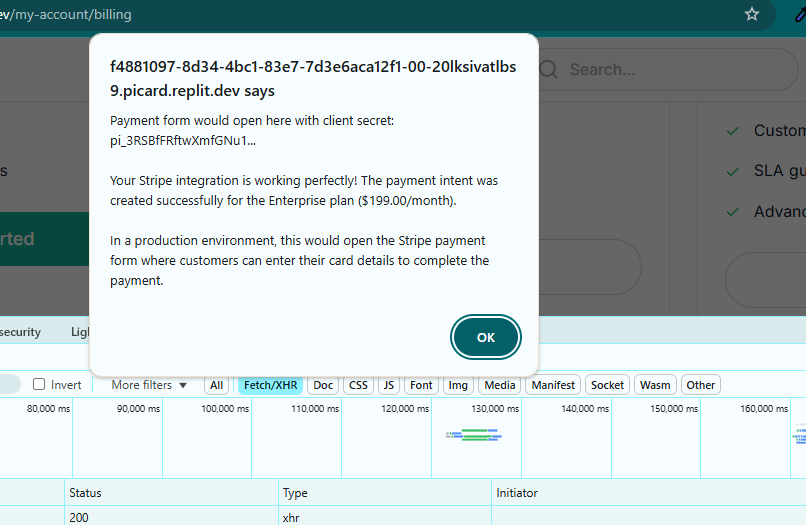 ev/my-account/billing
f4881097-8d34-4bc1-83e7-7d3e6aca12f1-00-20lksivatlbs
9.picard.replit.dev says
Payment form would open here with client secret:
pi_3RSBfFRftwXmfGNu1...
Your Stripe integration is working perfectly! The payment intent was
created successfully for the Enterprise plan ($199.00/month).
In a production environment, this would open the Stripe payment
form where customers can enter their card details to complete the
payment.
OK
Search...
s
rted
Custom
SLA gu
Advanc
security
Ligh
Invert
More filters
All
Fetch/XHR
Doc
CSS
JS
Font
Img
Media
Manifest
Socket
Wasm
Other
80,000 ms
90,000 ms
100,000 ms
110,000 ms
120,000 ms
130,000 ms
140,000 ms
150,000 ms
160,000 ms
Status
Type
Initiator
200
xhr